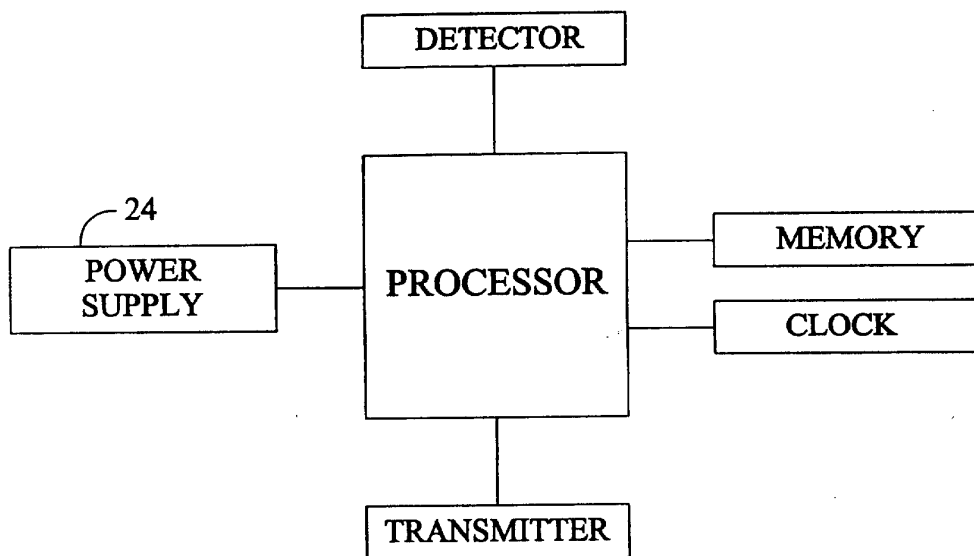 DETECTOR
24
POWER
SUPPLY
PROCESSOR
MEMORY
CLOCK
TRANSMITTER